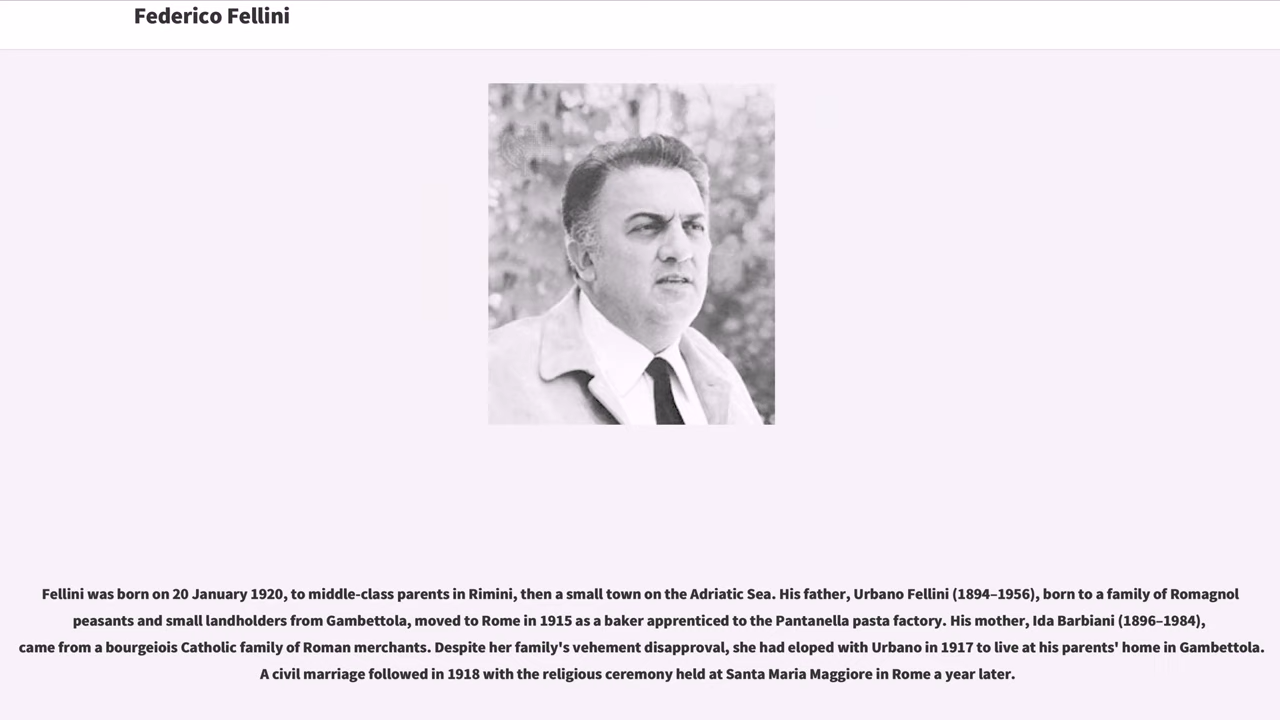 Federico Fellini
Fellini was born on 20 January 1920, to middle-class parents in Rimini, then a small town on the Adriatic Sea. His father, Urbano Fellini (1894–1956), born to a family of Romagnol
peasants and small landholders from Gambettola, moved to Rome in 1915 as a baker apprenticed to the Pantanella pasta factory. His mother, Ida Barbiani (1896–1984),
came from a bourgeiois Catholic family of Roman merchants. Despite her family's vehement disapproval, she had eloped with Urbano in 1917 to live at his parents' home in Gambettola.
A civil marriage followed in 1918 with the religious ceremony held at Santa Maria Maggiore in Rome a year later.